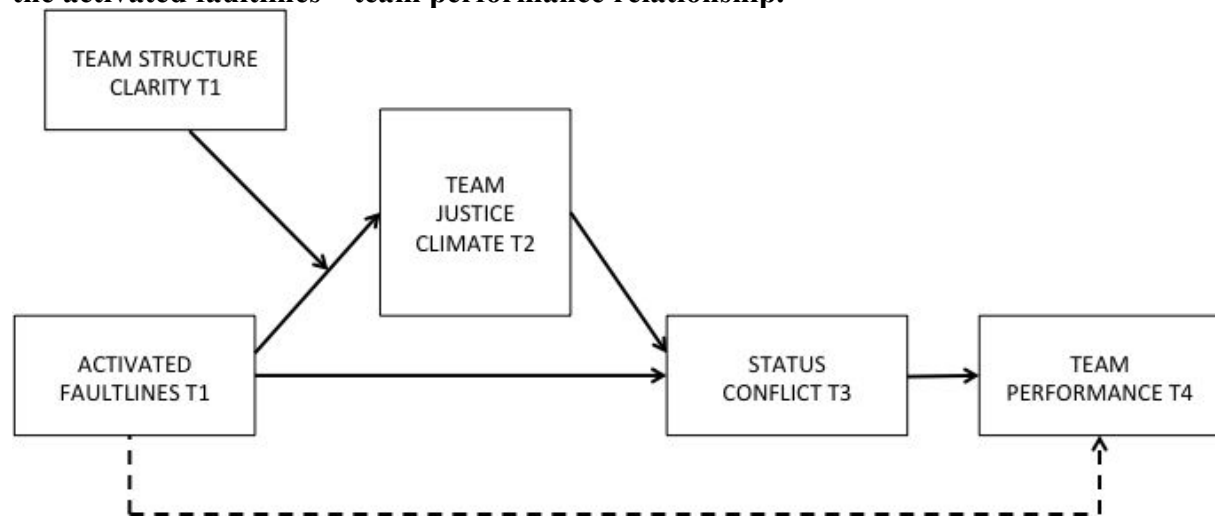 the activated faultlines – team performance relationship.
TEAM STRUCTURE
CLARITY T1
TEAM
JUSTICE
CLIMATE T2
ACTIVATED
FAULTLINES T1
STATUS
CONFLICT T3
TEAM
PERFORMANCE T4